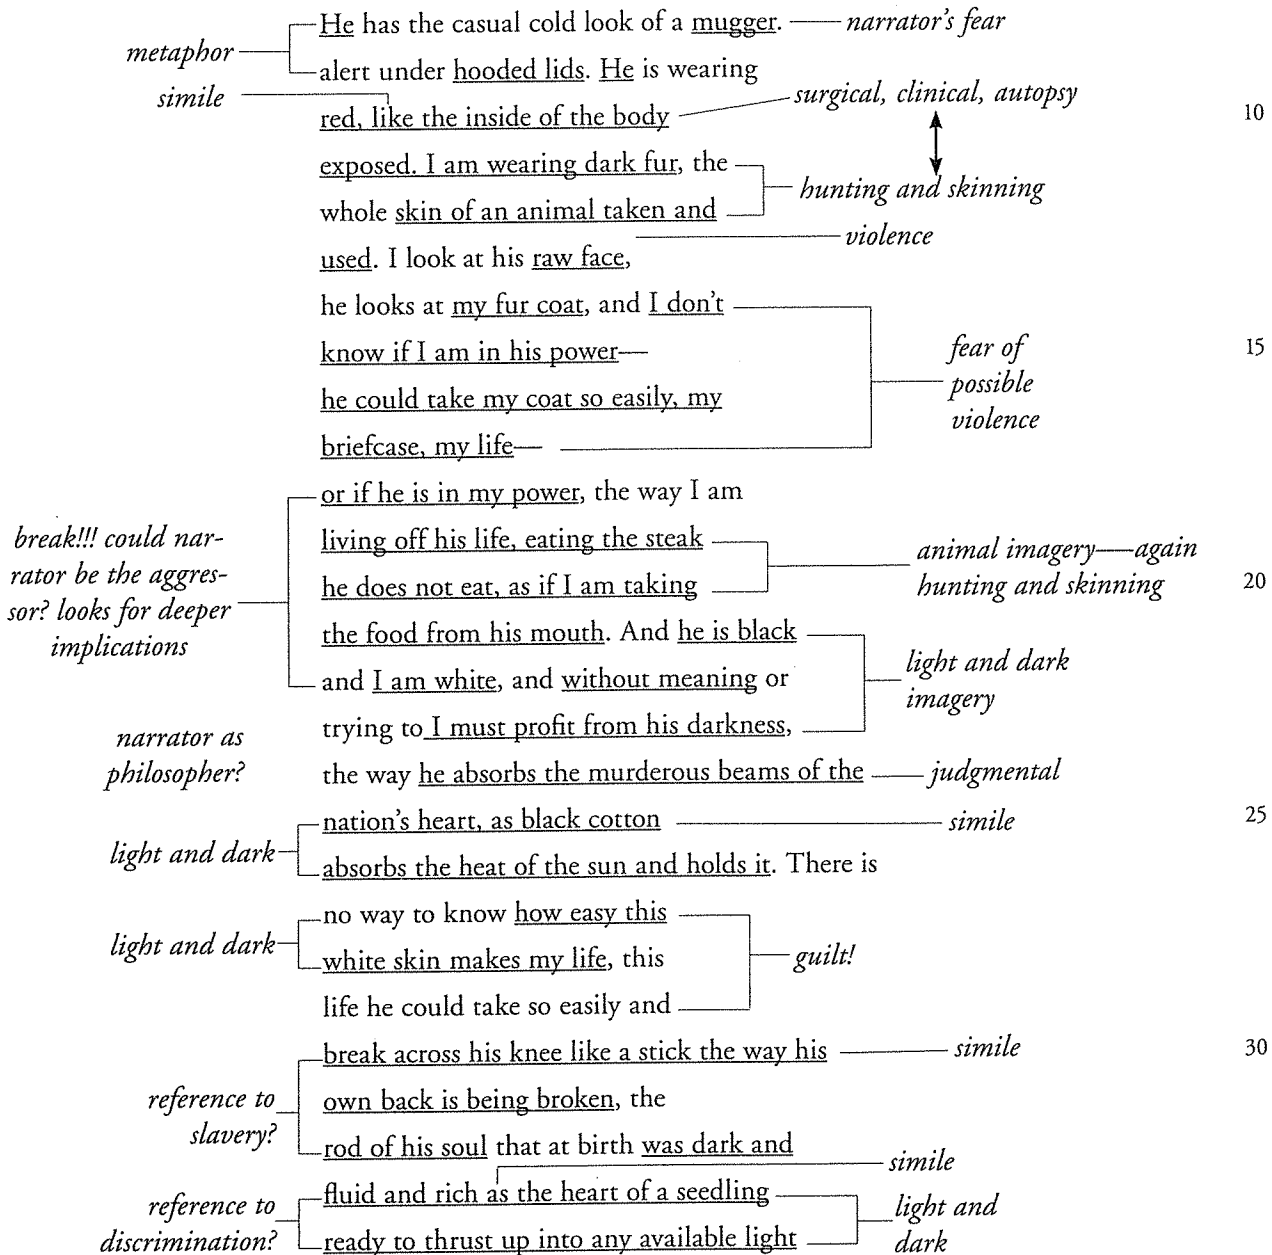 He has the casual cold look of a mugger. narrator's fear
metaphor
alert under hooded lids. He is wearing
simile
surgical, clinical, autopsy
red, like the inside of the body
10
exposed. I am wearing dark fur, the
hunting and skinning
whole skin of an animal taken and
violence
used. I look at his raw face,
he looks at my fur coat, and I don't
know if I am in his power—
15
fear of
possible
violence
he could take my coat so easily, my
briefcase, my life—
or if he is in my power, the way I am
break!!! could nar-
rator be the aggres-
sor? looks for deeper
implications
living off his life, eating the steak
animal imagery—again
hunting and skinning
he does not eat, as if I am taking
20
the food from his mouth. And he is black
light and dark
imagery
and I am white, and without meaning or
trying to I must profit from his darkness,
narrator as
philosopher?
the way he absorbs the murderous beams of the
judgmental
nation's heart, as black cotton
simile
25
light and dark
absorbs the heat of the sun and holds it. There is
no way to know how easy this
light and dark
guilt!
white skin makes my life, this
life he could take so easily and
break across his knee like a stick the way his
simile
30
reference to
slavery?
own back is being broken, the
rod of his soul that at birth was dark and
simile
fluid and rich as the heart of a seedling
reference to
discrimination?
light and
dark
ready to thrust up into any available light